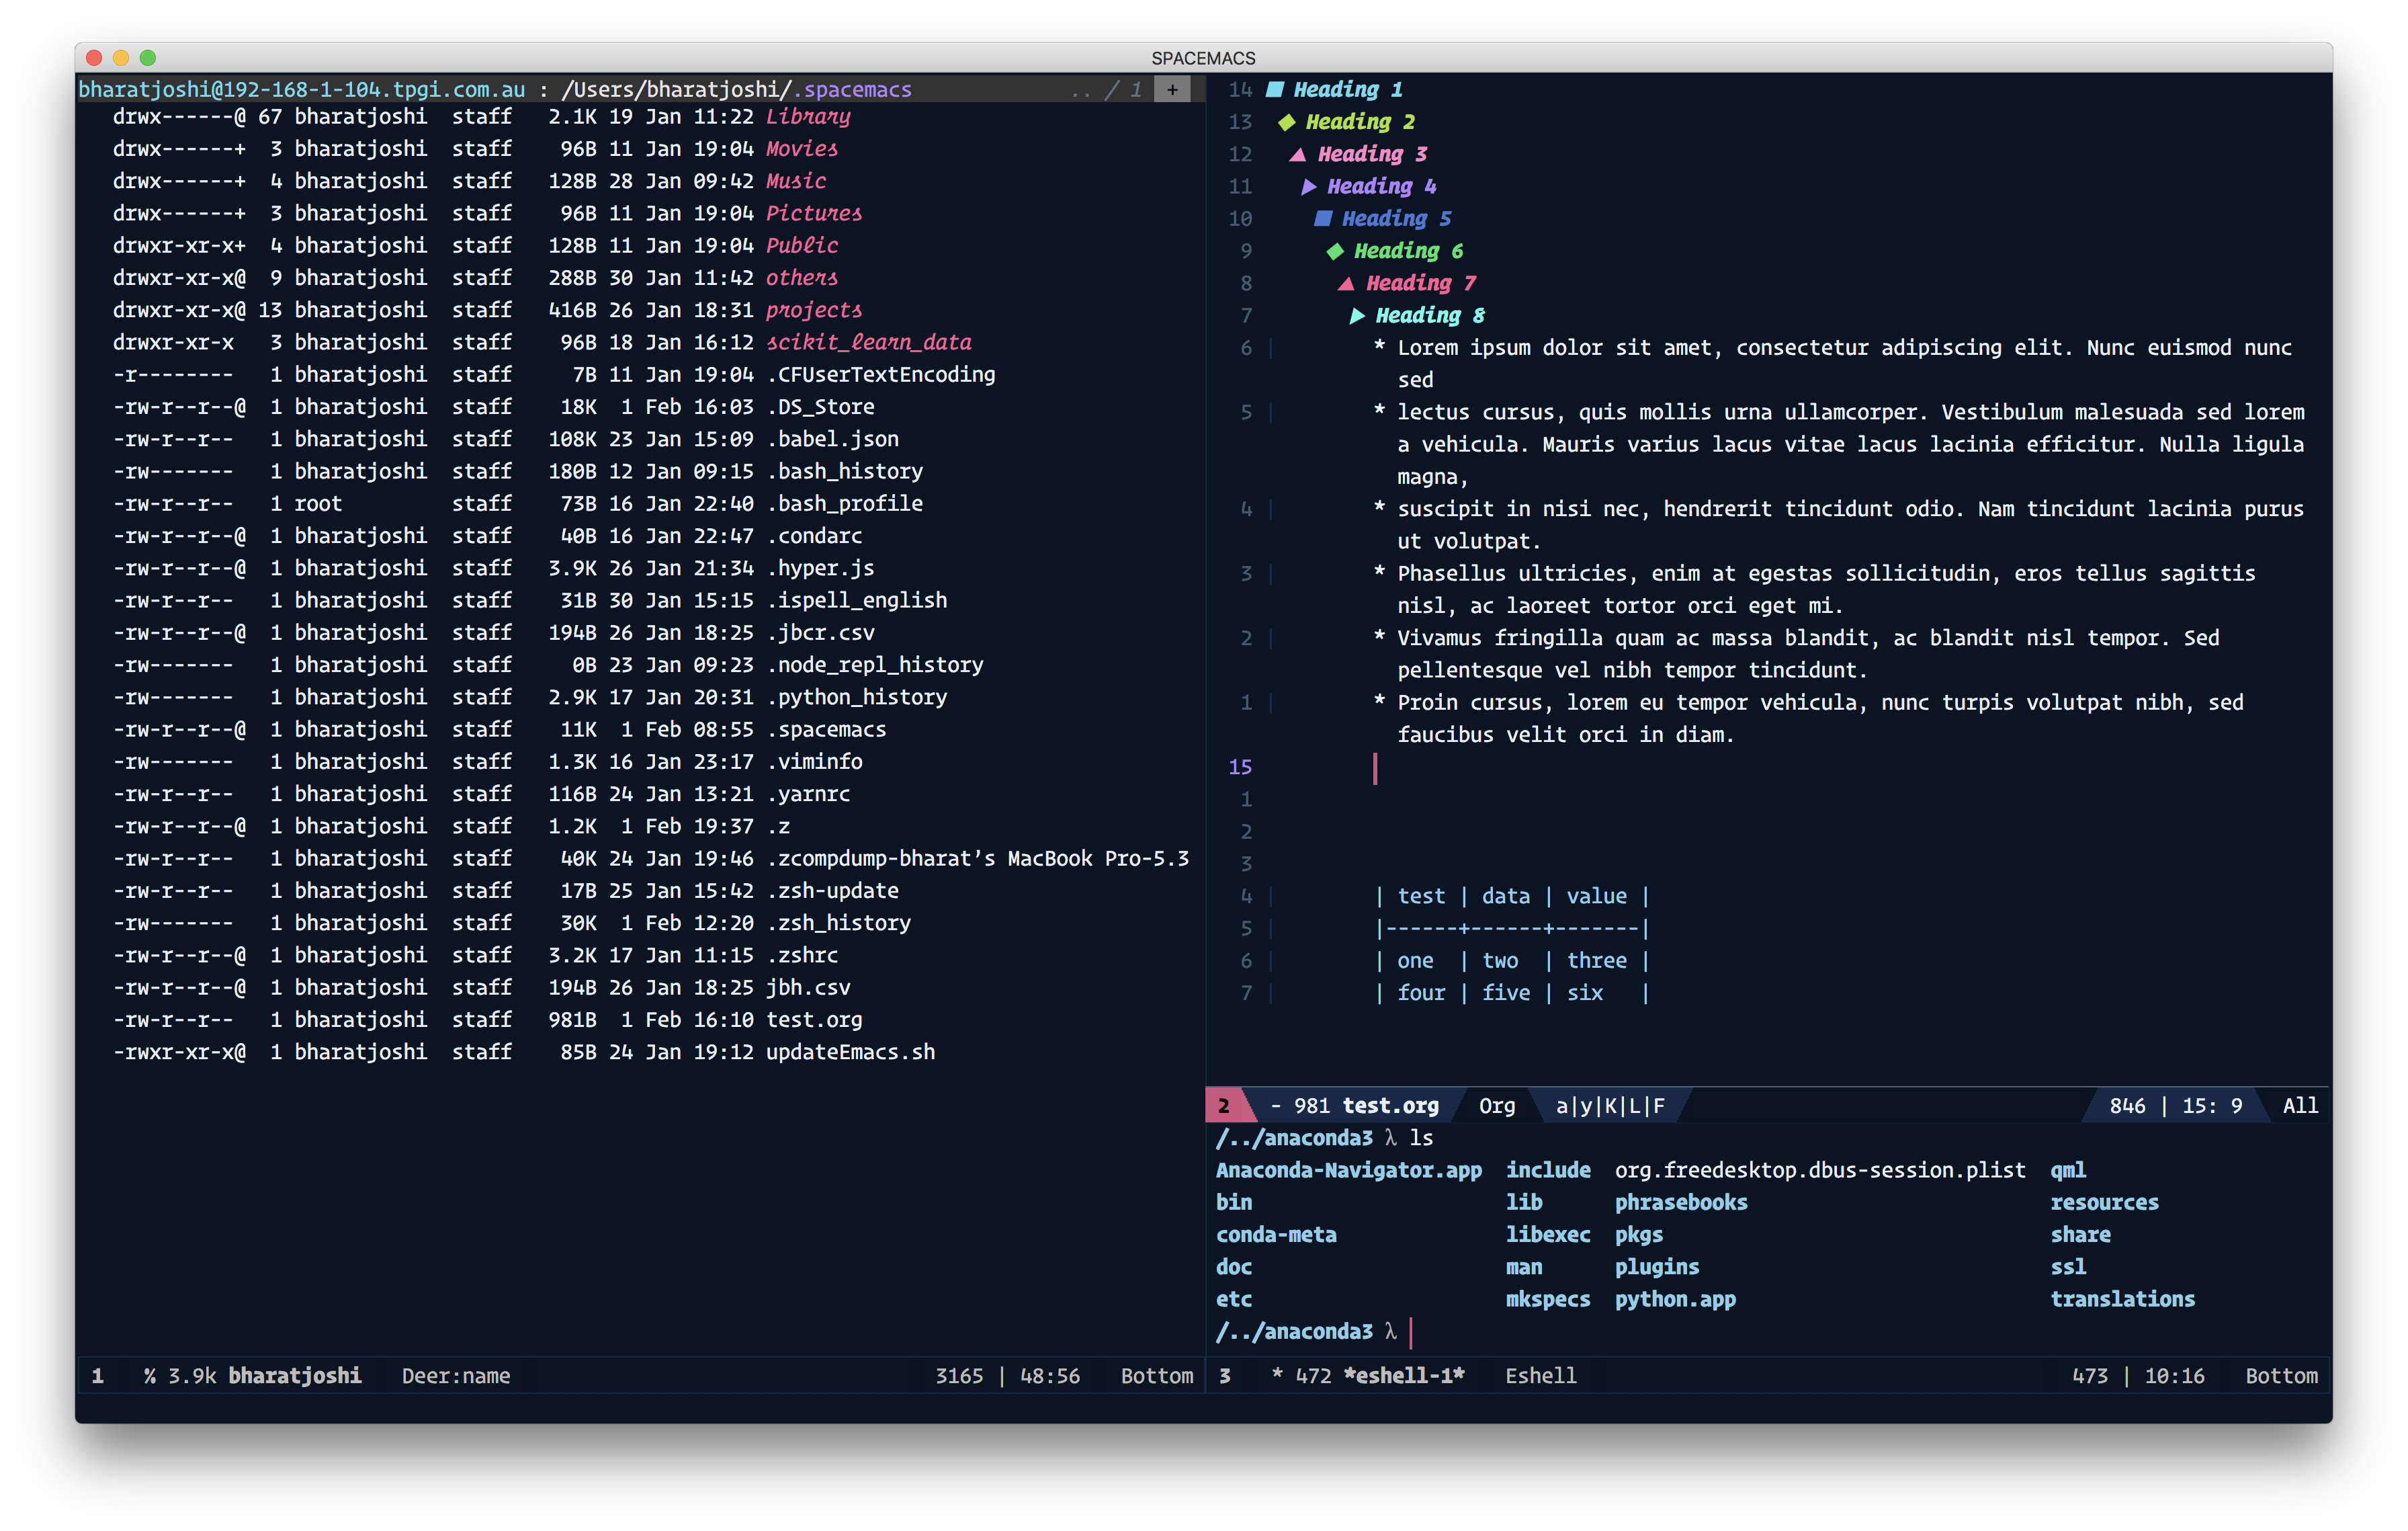 SPACEMACS
bharatjoshi@192-168-1-104.tpgi.com.au : /Users/bharatjoshi/.spacemacs .. / 1 +
drwx------@ 67 bharatjoshi staff 2.1K 19 Jan 11:22 Library
drwx------+ 3 bharatjoshi staff 96B 11 Jan 19:04 Movies
drwx------+ 4 bharatjoshi staff 128B 28 Jan 09:42 Music
drwx------+ 3 bharatjoshi staff 96B 11 Jan 19:04 Pictures
drwxr-xr-x+ 4 bharatjoshi staff 128B 11 Jan 19:04 Public
drwxr-xr-x@ 9 bharatjoshi staff 288B 30 Jan 11:42 others
drwxr-xr-x@ 13 bharatjoshi staff 416B 26 Jan 18:31 projects
drwxr-xr-x 3 bharatjoshi staff 96B 18 Jan 16:12 scikit_learn_data
-r-------- 1 bharatjoshi staff 7B 11 Jan 19:04 .CFUserTextEncoding
-rw-r--r--@ 1 bharatjoshi staff 18K 1 Feb 16:03 .DS_Store
-rw-r--r-- 1 bharatjoshi staff 108K 23 Jan 15:09 .babel.json
-rw------- 1 bharatjoshi staff 180B 12 Jan 09:15 .bash_history
-rw-r--r-- 1 root staff 73B 16 Jan 22:40 .bash_profile
-rw-r--r--@ 1 bharatjoshi staff 40B 16 Jan 22:47 .condarc
-rw-r--r--@ 1 bharatjoshi staff 3.9K 26 Jan 21:34 .hyper.js
-rw-r--r-- 1 bharatjoshi staff 31B 30 Jan 15:15 .ispell_english
-rw-r--r--@ 1 bharatjoshi staff 194B 26 Jan 18:25 .jbcr.csv
-rw------- 1 bharatjoshi staff 0B 23 Jan 09:23 .node_repl_history
-rw------- 1 bharatjoshi staff 2.9K 17 Jan 20:31 .python_history
-rw-r--r--@ 1 bharatjoshi staff 11K 1 Feb 08:55 .spacemacs
-rw------- 1 bharatjoshi staff 1.3K 16 Jan 23:17 .viminfo
-rw-r--r-- 1 bharatjoshi staff 116B 24 Jan 13:21 .yarnrc
-rw-r--r--@ 1 bharatjoshi staff 1.2K 1 Feb 19:37 .z
-rw-r--r-- 1 bharatjoshi staff 40K 24 Jan 19:46 .zcompdump-bharat’s MacBook Pro-5.3
-rw-r--r-- 1 bharatjoshi staff 17B 25 Jan 15:42 .zsh-update
-rw------- 1 bharatjoshi staff 30K 1 Feb 12:20 .zsh_history
-rw-r--r--@ 1 bharatjoshi staff 3.2K 17 Jan 11:15 .zshrc
-rw-r--r--@ 1 bharatjoshi staff 194B 26 Jan 18:25 jbh.csv
-rw-r--r-- 1 bharatjoshi staff 981B 1 Feb 16:10 test.org
-rwxr-xr-x@ 1 bharatjoshi staff 85B 24 Jan 19:12 updateEmacs.sh
1 % 3.9k bharatjoshi Deer:name 3165 | 48:56 Bottom
14 ■ Heading 1
13 ◆ Heading 2
12 ▲ Heading 3
11 ▶ Heading 4
10 ■ Heading 5
9 ◆ Heading 6
8 ▲ Heading 7
7 ▶ Heading 8
6 | * Lorem ipsum dolor sit amet, consectetur adipiscing elit. Nunc euismod nunc
sed
5 | * lectus cursus, quis mollis urna ullamcorper. Vestibulum malesuada sed lorem
a vehicula. Mauris varius lacus vitae lacus lacinia efficitur. Nulla ligula
magna,
4 | * suscipit in nisi nec, hendrerit tincidunt odio. Nam tincidunt lacinia purus
ut volutpat.
3 | * Phasellus ultricies, enim at egestas sollicitudin, eros tellus sagittis
nisl, ac laoreet tortor orci eget mi.
2 | * Vivamus fringilla quam ac massa blandit, ac blandit nisl tempor. Sed
pellentesque vel nibh tempor tincidunt.
1 | * Proin cursus, lorem eu tempor vehicula, nunc turpis volutpat nibh, sed
faucibus velit orci in diam.
15
1
2
3
4 | | test | data | value |
5 | |------+------+-------|
6 | | one | two | three |
7 | | four | five | six |
2 - 981 test.org Org a|y|K|L|F 846 | 15: 9 All
/../anaconda3 λ ls
Anaconda-Navigator.app include org.freedesktop.dbus-session.plist qml
bin lib phrasebooks resources
conda-meta libexec pkgs share
doc man plugins ssl
etc mkspecs python.app translations
/../anaconda3 λ
3 * 472 *eshell-1* Eshell 473 | 10:16 Bottom